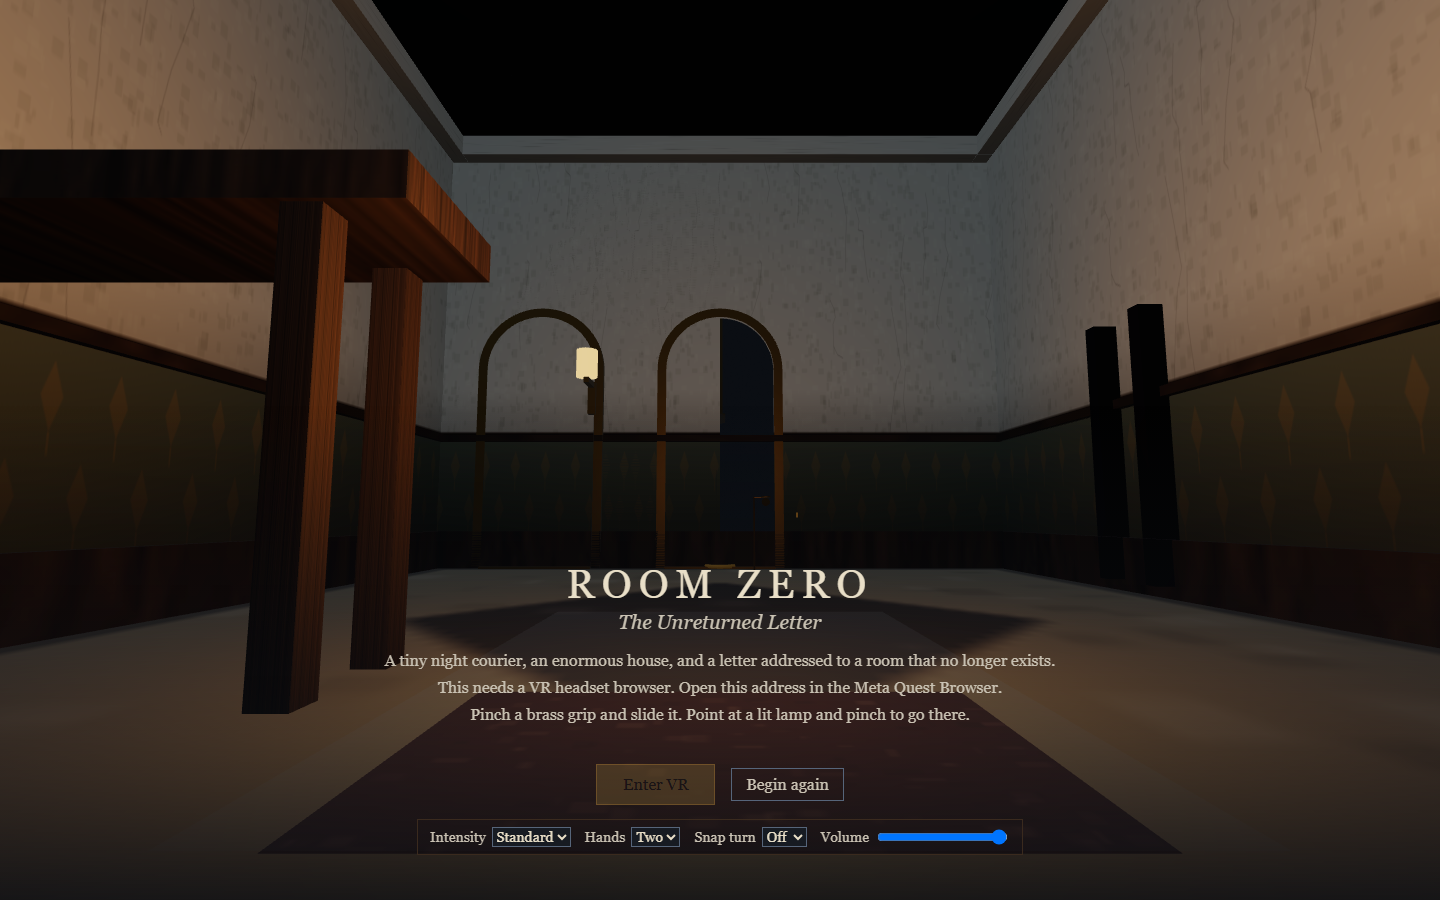 ROOM ZERO
The Unreturned Letter
A tiny night courier, an enormous house, and a letter addressed to a room that no longer exists.
This needs a VR headset browser. Open this address in the Meta Quest Browser.
Pinch a brass grip and slide it. Point at a lit lamp and pinch to go there.
Enter VR Begin again
Intensity Standard Hands Two Snap turn Off Volume